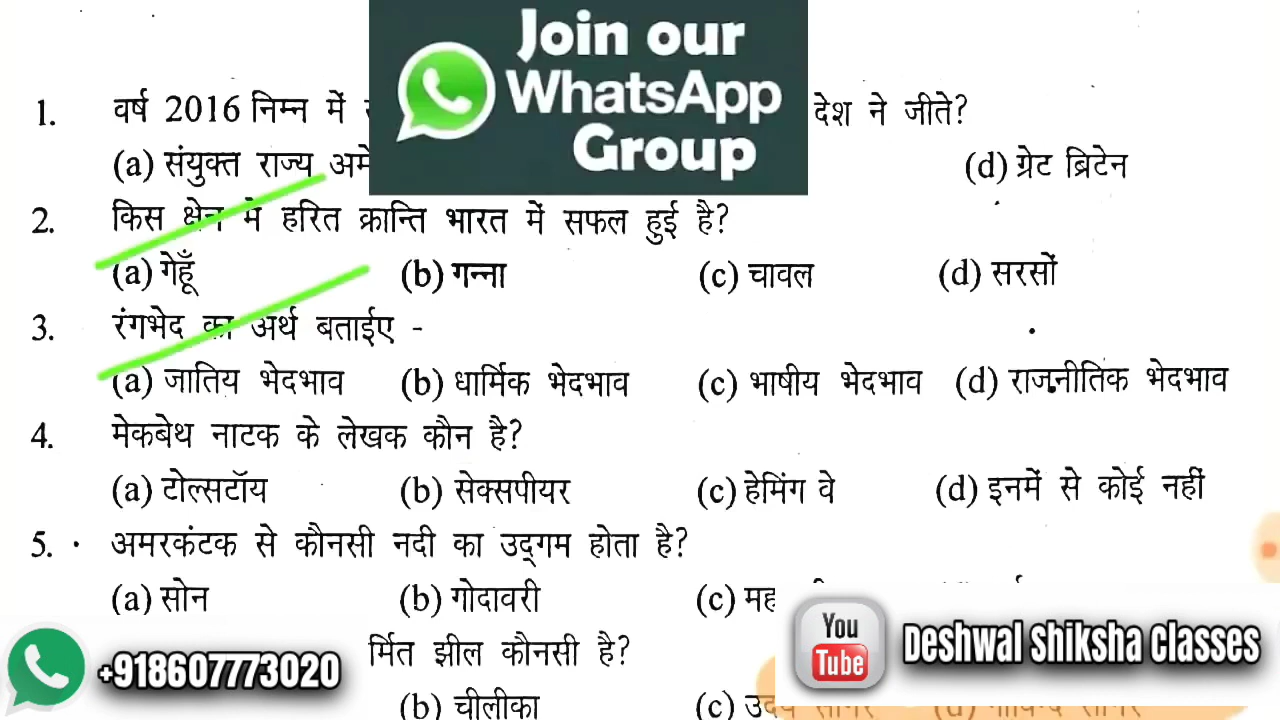 Join our
WhatsApp
Group
1. वर्ष 2016 निम्न में देश ने जीते?
(a) संयुक्त राज्य (d) ग्रेट ब्रिटेन
2. किस क्षेत्र मे हरित क्रान्ति भारत में सफल हुई है?
(a) गेहूँ (b) गन्ना (c) चावल (d) सरसों
3. रंगभेद का अर्थ बताईए -
(a) जातिय भेदभाव (b) धार्मिक भेदभाव (c) भाषीय भेदभाव (d) राजनीतिक भेदभाव
4. मेकबेथ नाटक के लेखक कौन है?
(a) टोल्सटॉय (b) सेक्सपीयर (c) हेमिंग वे (d) इनमें से कोई नहीं
5. अमरकंटक से कौनसी नदी का उद्गम होता है?
(a) सोन (b) गोदावरी (c)
र्मित झील कौनसी है?
(b) चीलीका (c)
+918607773020
You Tube
Deshwal Shiksha classes